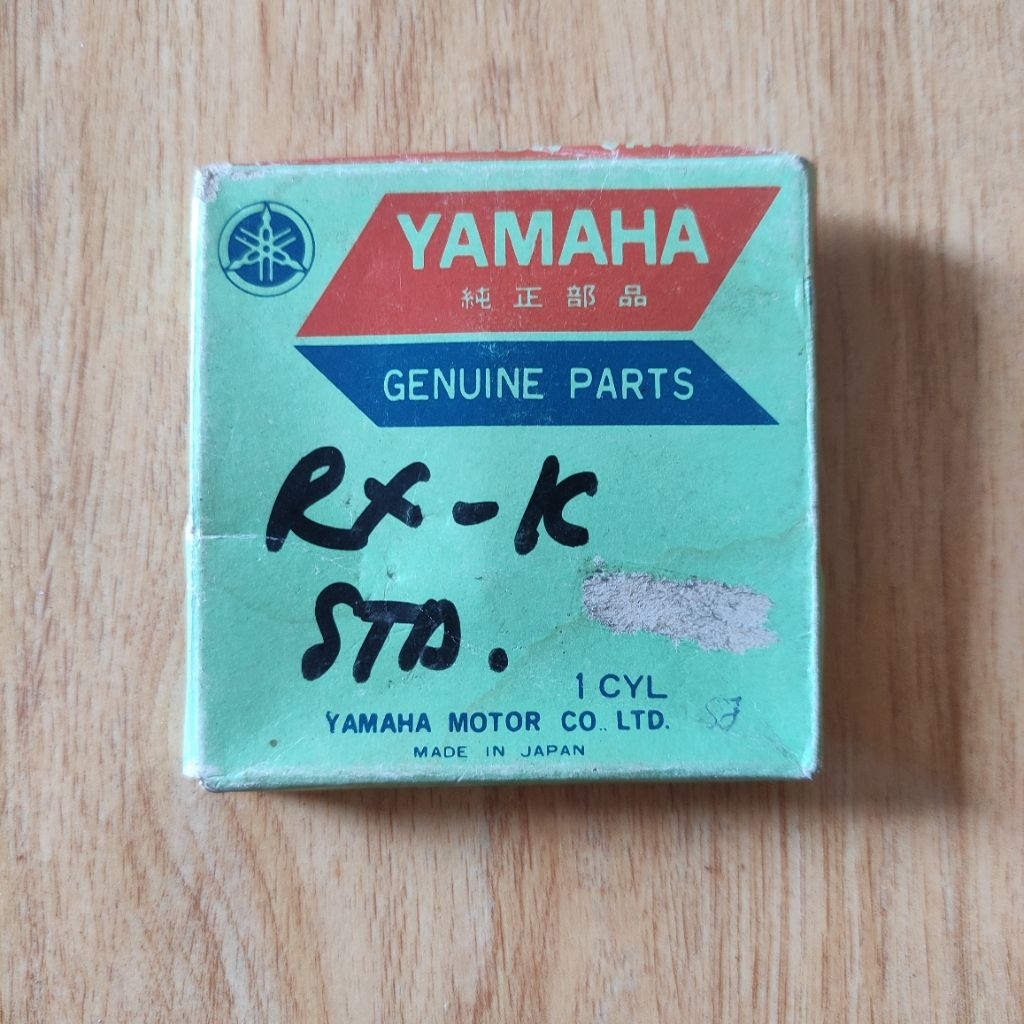 YAMAHA
純正部品
GENUINE PARTS
RX-K
STD.
1 CYL
YAMAHA MOTOR CO., LTD.
MADE IN JAPAN